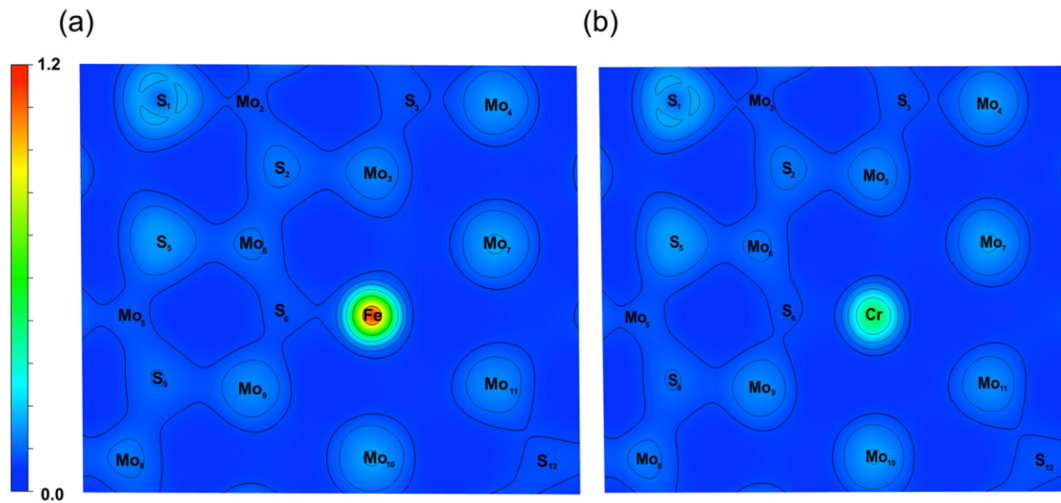 (a)
(b)
1.2
0.0
S₁
Mo₂
S₃
Mo₄
S₂
Mo₃
S₅
Mo₆
Mo₇
Mo₅
S₆
Fe
S₉
Mo₉
Mo₁₁
Mo₈
Mo₁₀
S₁₂
S₁
Mo₂
S₃
Mo₄
S₂
Mo₃
S₅
Mo₆
Mo₇
Mo₅
S₆
Cr
S₉
Mo₉
Mo₁₁
Mo₈
Mo₁₀
S₁₂